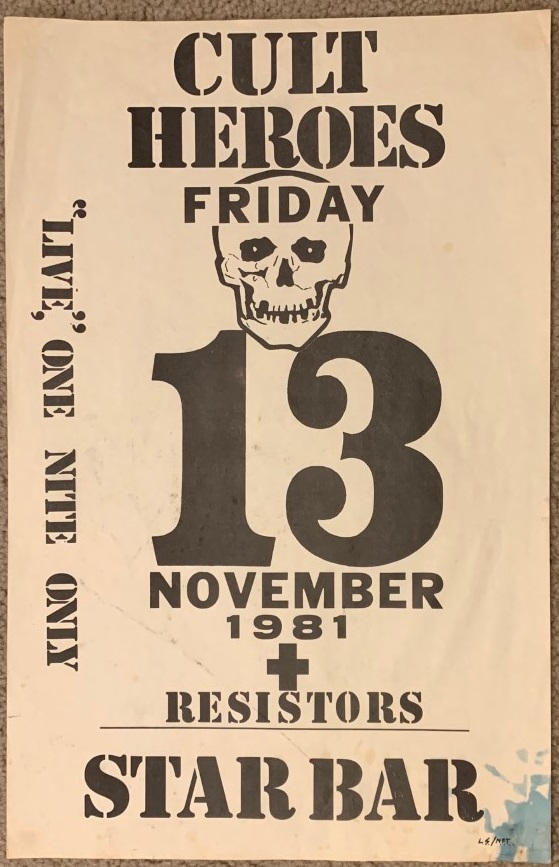 CULT
HEROES
FRIDAY
13
NOVEMBER
1981
+
RESISTORS
STAR BAR
"LIVE," ONE NITE ONLY